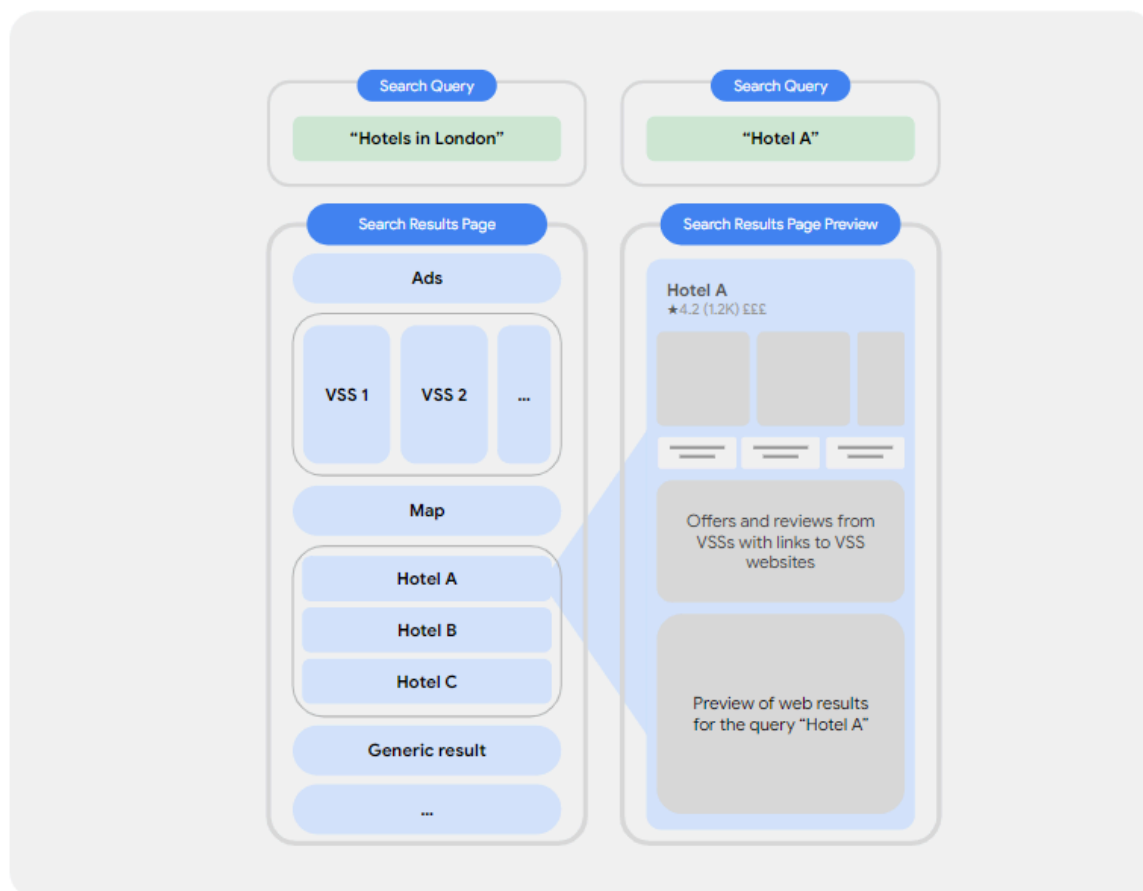 Search Query
“Hotels in London”
Search Results Page
Ads
VSS 1
VSS 2
...
Map
Hotel A
Hotel B
Hotel C
Generic result
...
Search Query
“Hotel A”
Search Results Page Preview
Hotel A
★4.2 (1.2K) £££
Offers and reviews from
VSSs with links to VSS
websites
Preview of web results
for the query “Hotel A”